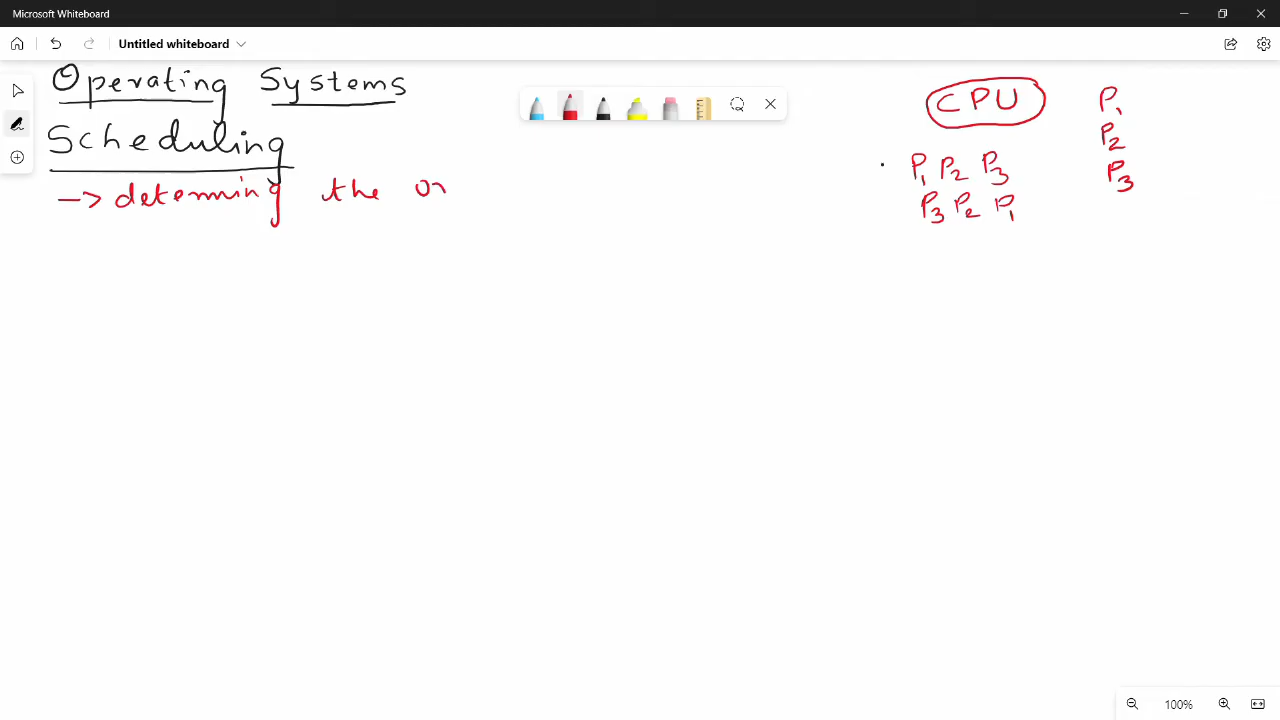 Microsoft Whiteboard
Untitled whiteboard
Operating Systems
Scheduling
→ determining the or
CPU
P1
P2
P3
P1 P2 P3
P3 P2 P1
100%